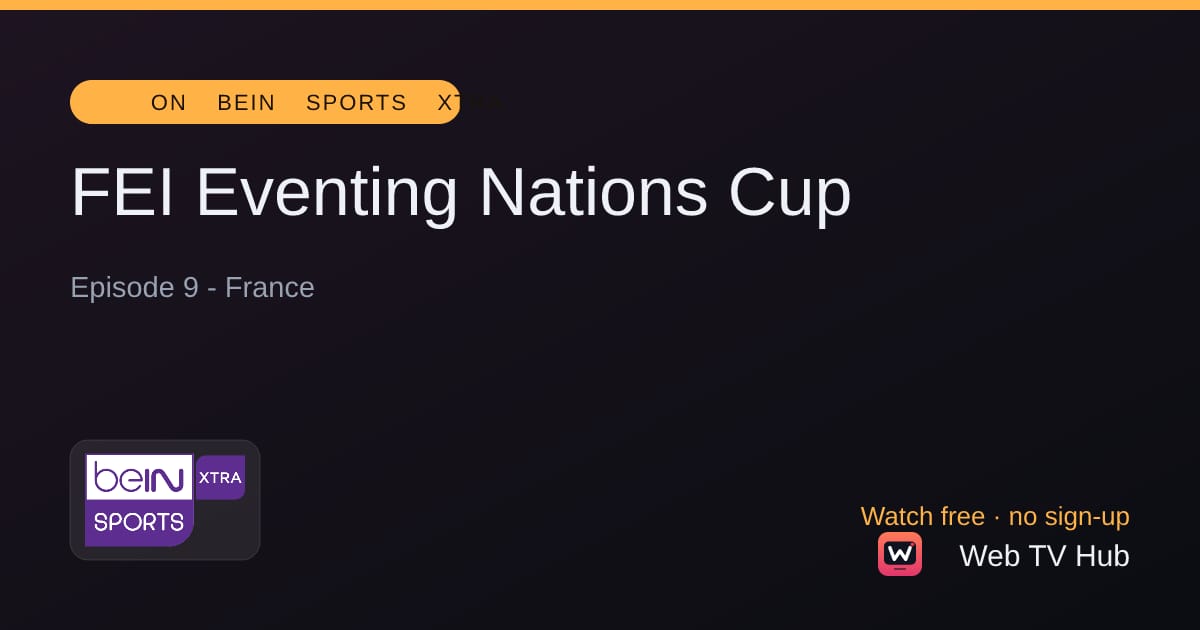 ON BEIN SPORTS XTRA
FEI Eventing Nations Cup
Episode 9 - France
beIN
XTRA
SPORTS
Watch free · no sign-up
W
Web TV Hub